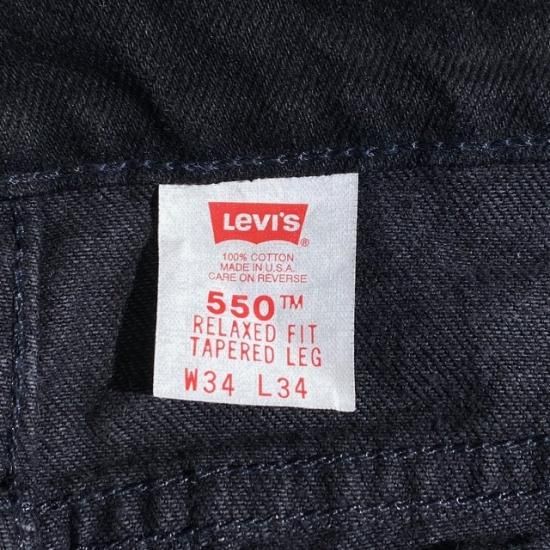 Levi's ®
100% COTTON
MADE IN U.S.A.
CARE ON REVERSE
550™
RELAXED FIT
TAPERED LEG
W34 L34